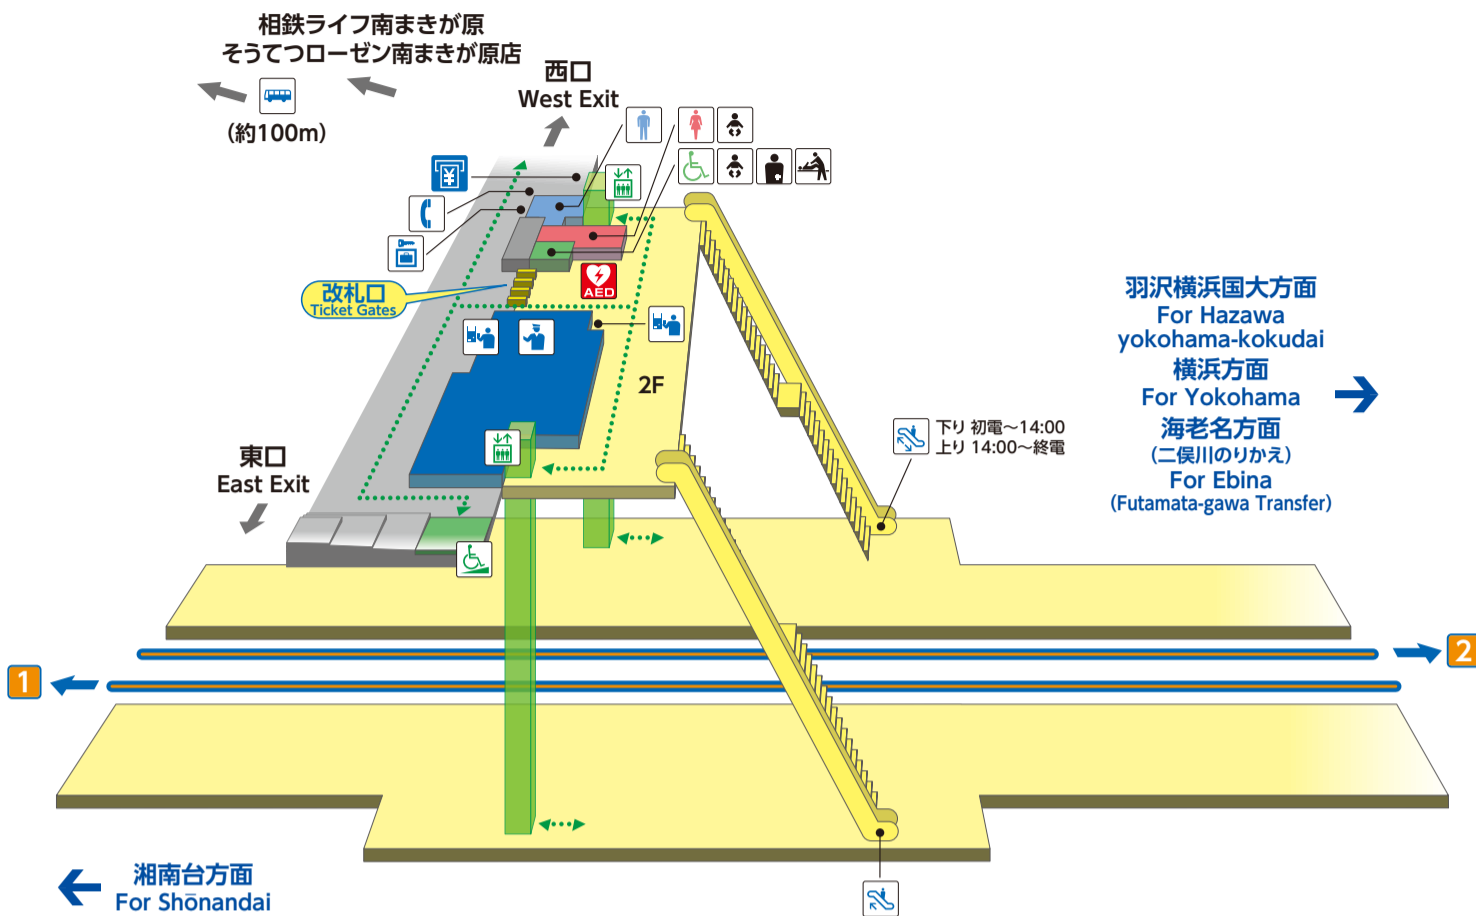 相鉄ライフ南まきが原
そうてつローゼン南まきが原店
(約100m)
西口
West Exit
¥
AED
改札口
Ticket Gates
2F
東口
East Exit
下り 初電~14:00
上り 14:00~終電
羽沢横浜国大方面
For Hazawa
yokohama-kokudai
横浜方面
For Yokohama
海老名方面
(二俣川のりかえ)
For Ebina
(Futamata-gawa Transfer)
2
1
湘南台方面
For Shōnandai